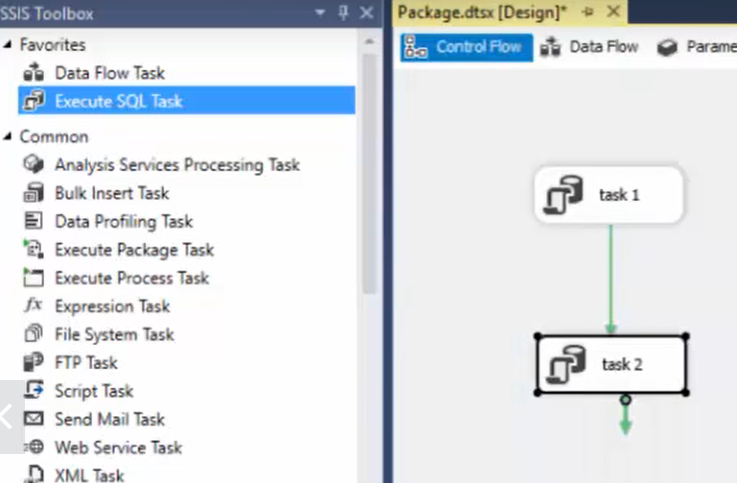 SSIS Toolbox
Favorites
Data Flow Task
Execute SQL Task
Common
Analysis Services Processing Task
Bulk Insert Task
Data Profiling Task
Execute Package Task
Execute Process Task
fx Expression Task
File System Task
FTP Task
Script Task
Send Mail Task
Web Service Task
XML Task
Package.dtsx [Design]*
Control Flow Data Flow Parame
task 1
task 2